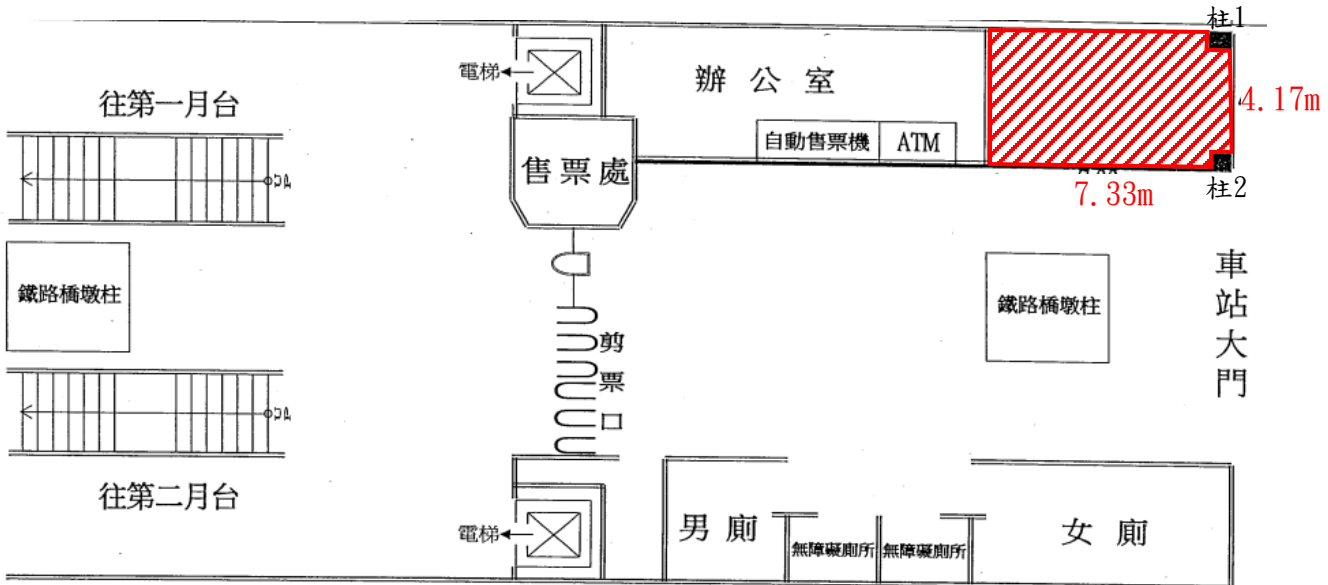 柱1
電梯
辦公室
往第一月台
4.17m
自動售票機
ATM
售票處
7.33m
柱2
鐵路橋墩柱
鐵路橋墩柱
車站大門
剪票口
往第二月台
電梯
男廁
無障礙廁所
無障礙廁所
女廁